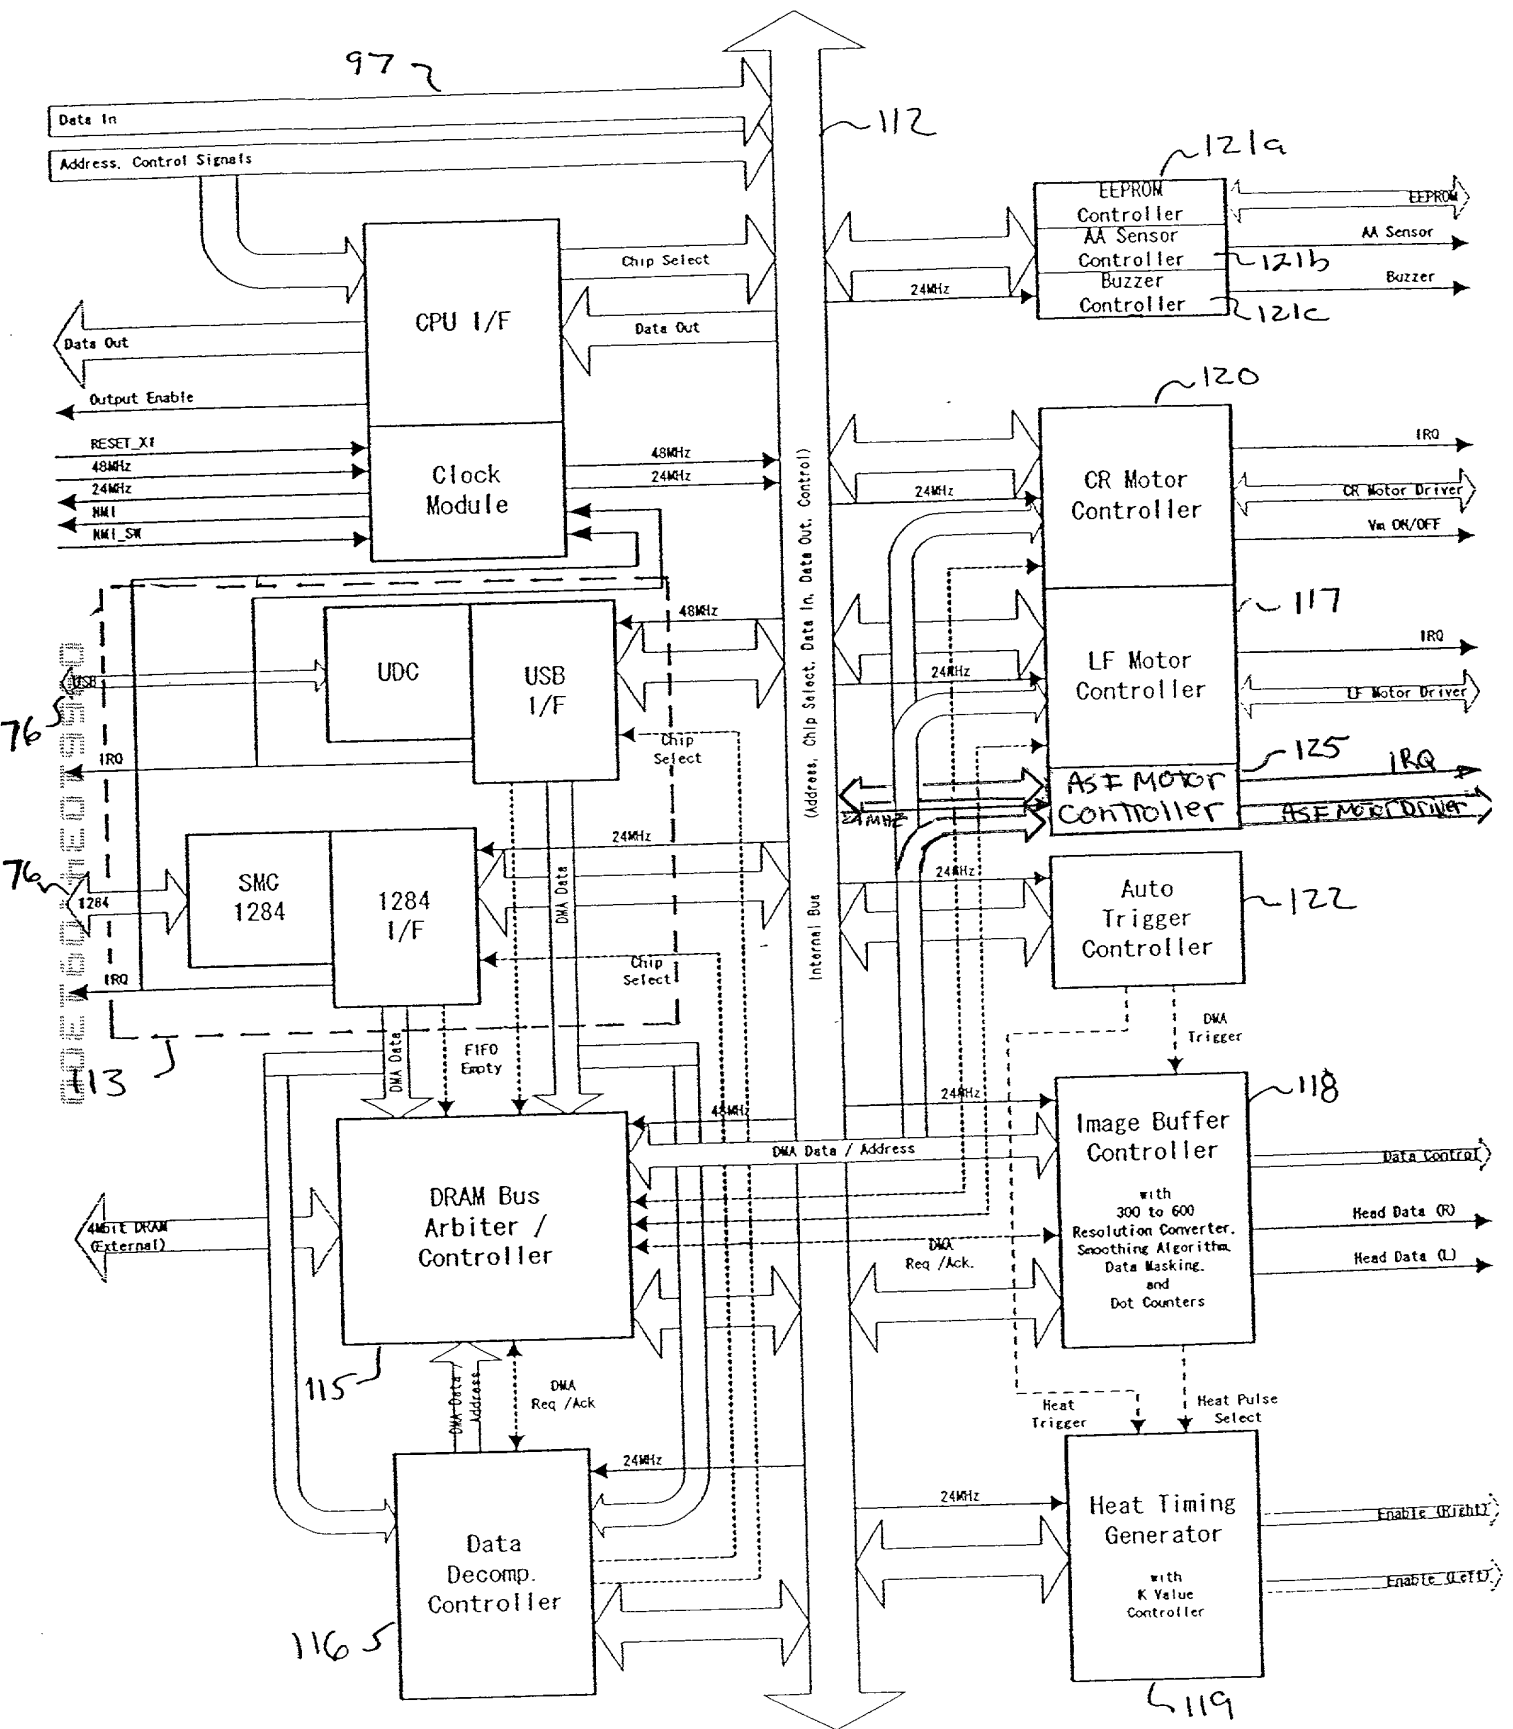 97
Data In
Address, Control Signals
112
121a
EEPROM
Controller
AA Sensor
Controller
Buzzer
Controller
121b
121c
EEPROM
AA Sensor
Buzzer
24MHz
CPU I/F
Chip Select
Data Out
Data Out
Output Enable
RESET_XI
48MHz
24MHz
NMI
NMI_SW
Clock
Module
48MHz
24MHz
Internal Bus (Address, Chip Select, Data In, Data Out, Control)
120
CR Motor
Controller
24MHz
IRQ
CR Motor Driver
Vm ON/OFF
117
LF Motor
Controller
24MHz
IRQ
LF Motor Driver
125
ASF MOTOR
CONTROLLER
24MHZ
IRQ
ASF MOTOR DRIVER
UDC
USB
I/F
48MHz
USB
76
IRQ
Chip
Select
SMC
1284
1284
I/F
24MHz
1284
76
IRQ
Chip
Select
DMA Data
DMA Data
FIFO
Empty
113
Auto
Trigger
Controller
24MHz
122
DMA
Trigger
118
Image Buffer
Controller
with
300 to 600
Resolution Converter,
Smoothing Algorithm,
Data Masking,
and
Dot Counters
24MHz
Data Control
Head Data (R)
Head Data (L)
48MHz
DMA Data / Address
DRAM Bus
Arbiter /
Controller
4Mbit DRAM
(External)
DMA
Req /Ack.
115
DMA Data /
Address
DMA
Req /Ack
Heat
Trigger
Heat Pulse
Select
Data
Decomp.
Controller
24MHz
116
Heat Timing
Generator
with
K Value
Controller
24MHz
Enable (Right)
Enable (Left)
119